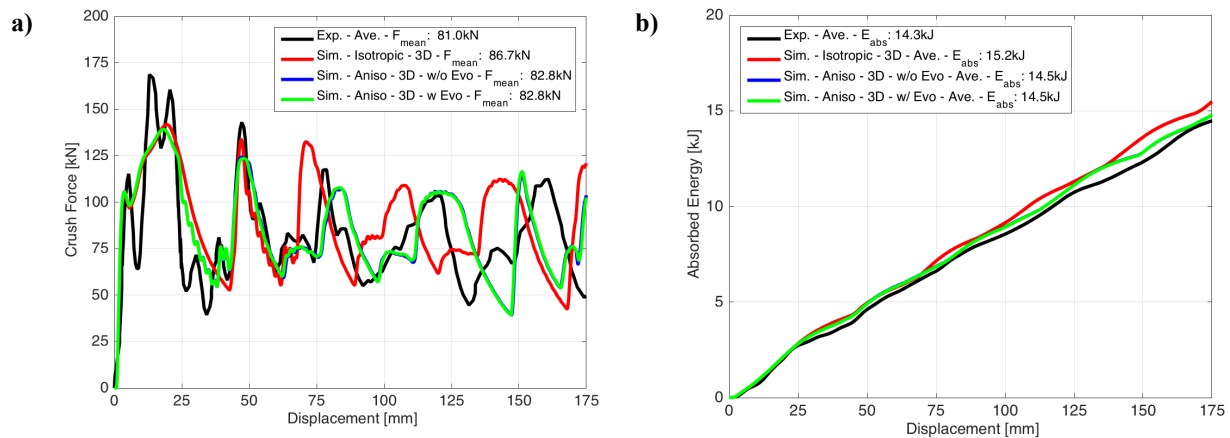 a)
Crush Force [kN]
200
175
150
125
100
75
50
25
0
Exp. - Ave. - F_mean: 81.0kN
Sim. - Isotropic - 3D - F_mean: 86.7kN
Sim. - Aniso - 3D - w/o Evo - F_mean: 82.8kN
Sim. - Aniso - 3D - w Evo - F_mean: 82.8kN
0 25 50 75 100 125 150 175
Displacement [mm]
b)
Absorbed Energy [kJ]
20
15
10
5
0
Exp. - Ave. - E_abs: 14.3kJ
Sim. - Isotropic - 3D - Ave. - E_abs: 15.2kJ
Sim. - Aniso - 3D - w/o Evo - Ave. - E_abs: 14.5kJ
Sim. - Aniso - 3D - w/ Evo - Ave. - E_abs: 14.5kJ
0 25 50 75 100 125 150 175
Displacement [mm]